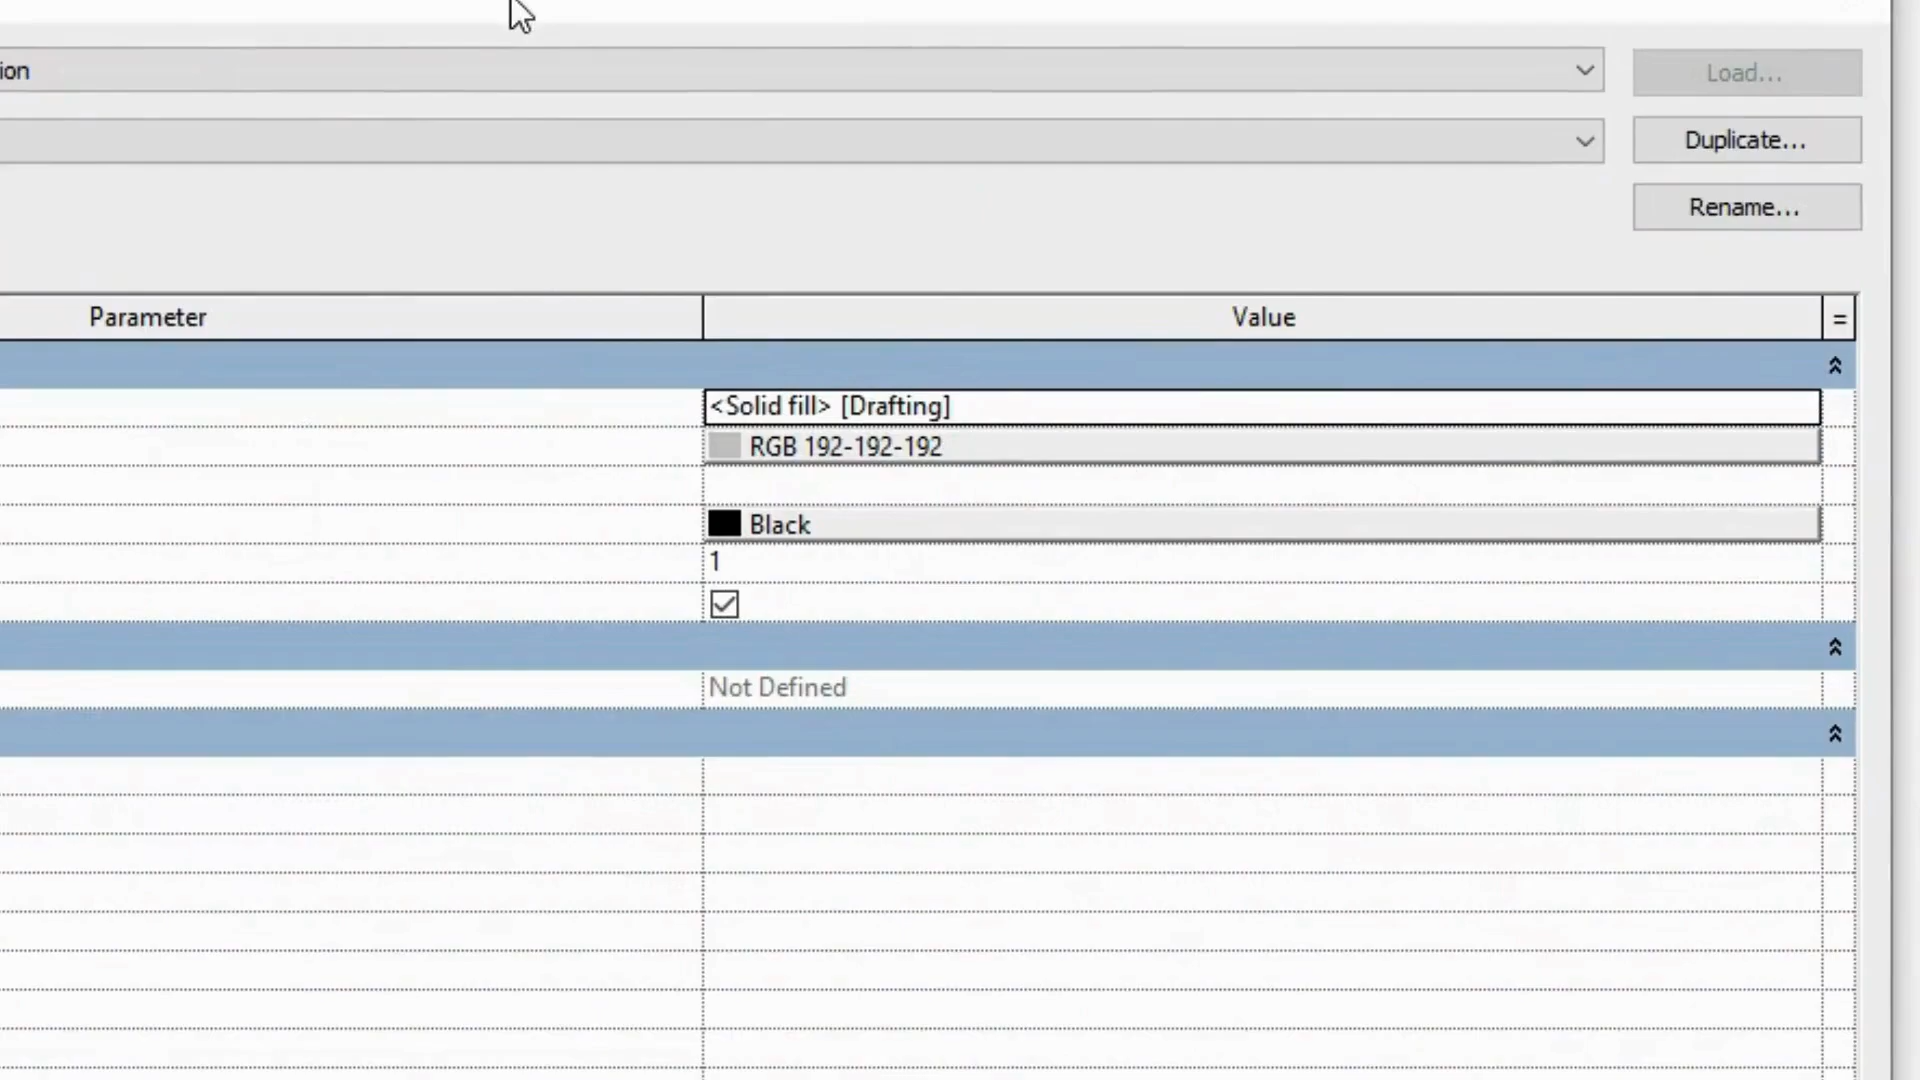 ion
Load...
Duplicate...
Rename...
Parameter Value =
<Solid fill> [Drafting]
RGB 192-192-192
Black
1
Not Defined